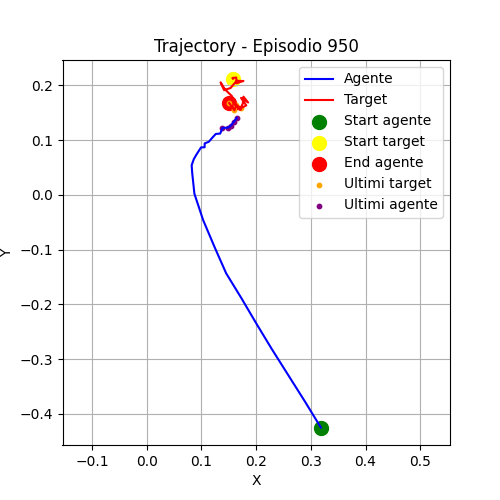 Trajectory - Episodio 950
Agente
Target
Start agente
Start target
End agente
Ultimi target
Ultimi agente
0.2
0.1
0.0
−0.1
−0.2
−0.3
−0.4
Y
−0.1
0.0
0.1
0.2
0.3
0.4
0.5
X